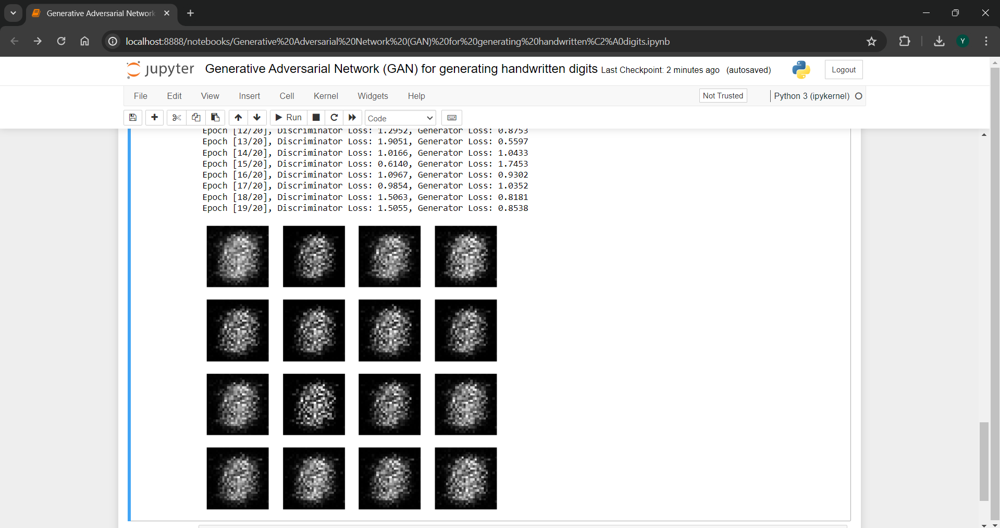 Generative Adversarial Network
localhost:8888/notebooks/Generative%20Adversarial%20Network%20(GAN)%20for%20generating%20handwritten%C2%A0digits.ipynb
Y
jupyter Generative Adversarial Network (GAN) for generating handwritten digits Last Checkpoint: 2 minutes ago (autosaved)
Logout
File Edit View Insert Cell Kernel Widgets Help
Not Trusted
Python 3 (ipykernel)
Run
Code
Epoch [12/20], Discriminator Loss: 1.2952, Generator Loss: 0.8753
Epoch [13/20], Discriminator Loss: 1.9051, Generator Loss: 0.5597
Epoch [14/20], Discriminator Loss: 1.0166, Generator Loss: 1.0433
Epoch [15/20], Discriminator Loss: 0.6140, Generator Loss: 1.7453
Epoch [16/20], Discriminator Loss: 1.0967, Generator Loss: 0.9302
Epoch [17/20], Discriminator Loss: 0.9854, Generator Loss: 1.0352
Epoch [18/20], Discriminator Loss: 1.5063, Generator Loss: 0.8181
Epoch [19/20], Discriminator Loss: 1.5055, Generator Loss: 0.8538